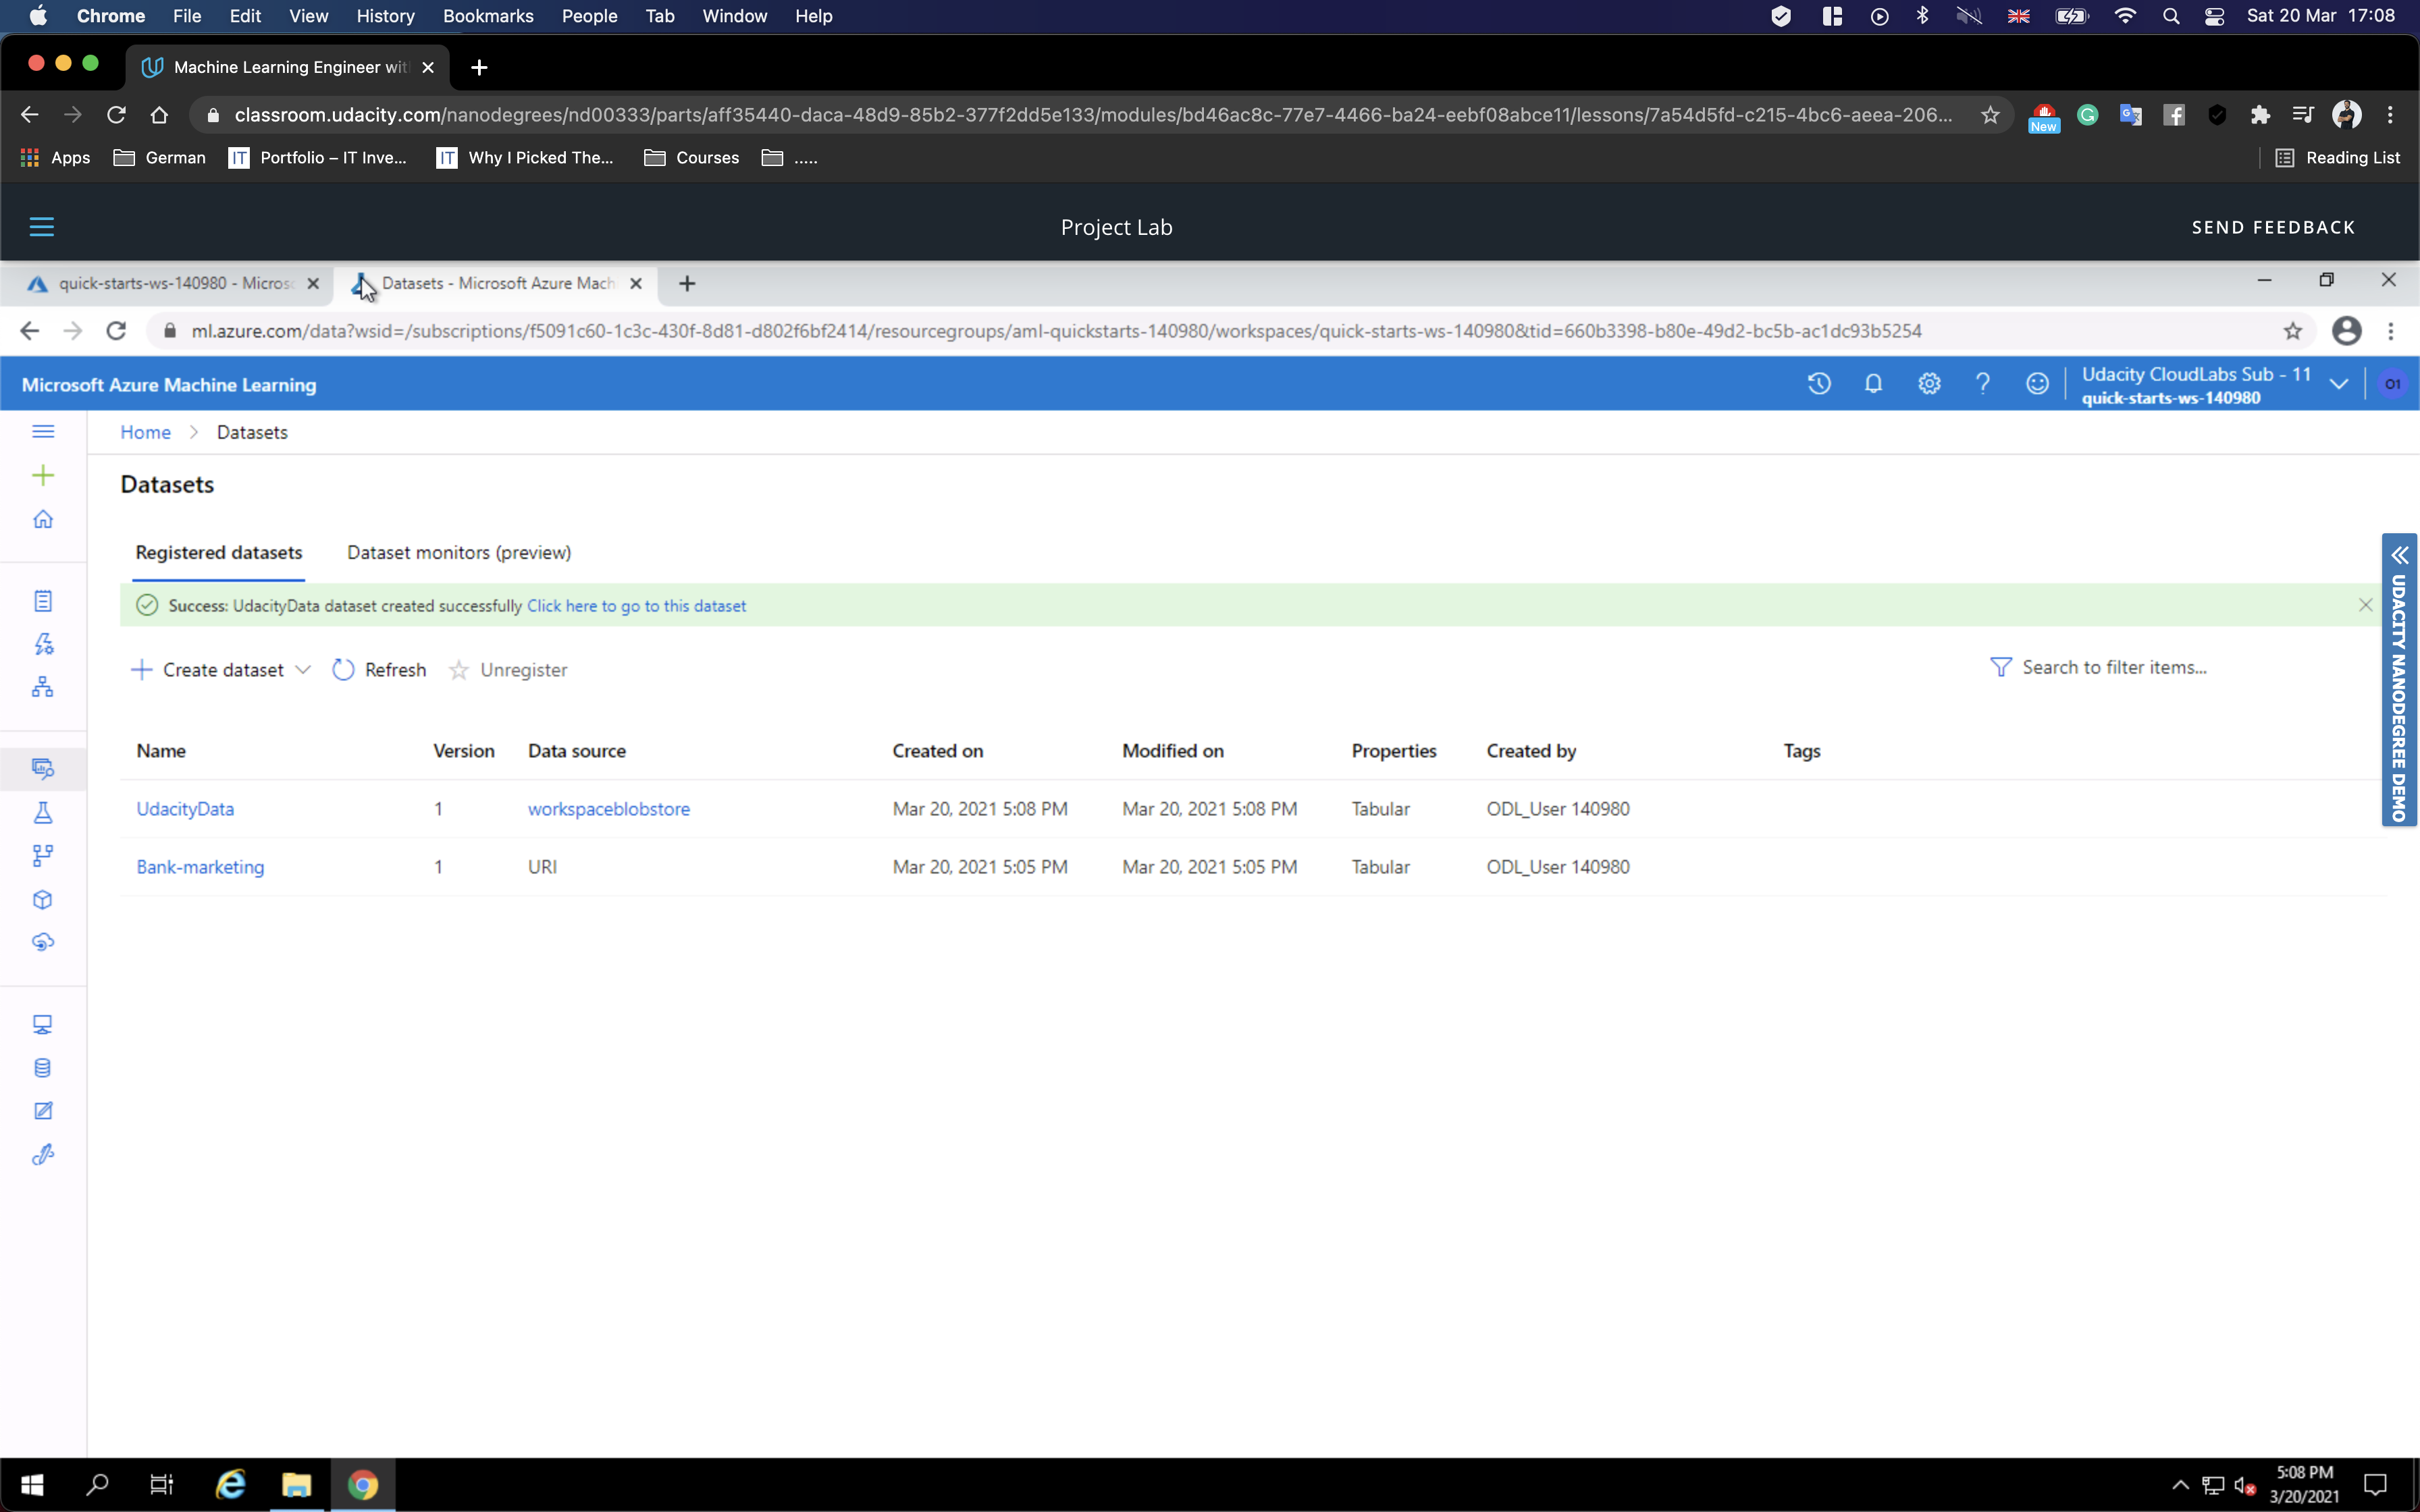 Chrome File Edit View History Bookmarks People Tab Window Help Sat 20 Mar 17:08
Machine Learning Engineer wit
classroom.udacity.com/nanodegrees/nd00333/parts/aff35440-daca-48d9-85b2-377f2dd5e133/modules/bd46ac8c-77e7-4466-ba24-eebf08abce11/lessons/7a54d5fd-c215-4bc6-aeea-206...
New
Apps German IT Portfolio – IT Inve... IT Why I Picked The... Courses ..... Reading List
Project Lab SEND FEEDBACK
quick-starts-ws-140980 - Micros Datasets - Microsoft Azure Mach
ml.azure.com/data?wsid=/subscriptions/f5091c60-1c3c-430f-8d81-d802f6bf2414/resourcegroups/aml-quickstarts-140980/workspaces/quick-starts-ws-140980&tid=660b3398-b80e-49d2-bc5b-ac1dc93b5254
Microsoft Azure Machine Learning
Udacity CloudLabs Sub - 11
quick-starts-ws-140980
O1
Home > Datasets
Datasets
Registered datasets Dataset monitors (preview)
Success: UdacityData dataset created successfully Click here to go to this dataset
Create dataset Refresh Unregister Search to filter items...
UDACITY NANODEGREE DEMO
Name Version Data source Created on Modified on Properties Created by Tags
UdacityData 1 workspaceblobstore Mar 20, 2021 5:08 PM Mar 20, 2021 5:08 PM Tabular ODL_User 140980
Bank-marketing 1 URI Mar 20, 2021 5:05 PM Mar 20, 2021 5:05 PM Tabular ODL_User 140980
5:08 PM
3/20/2021